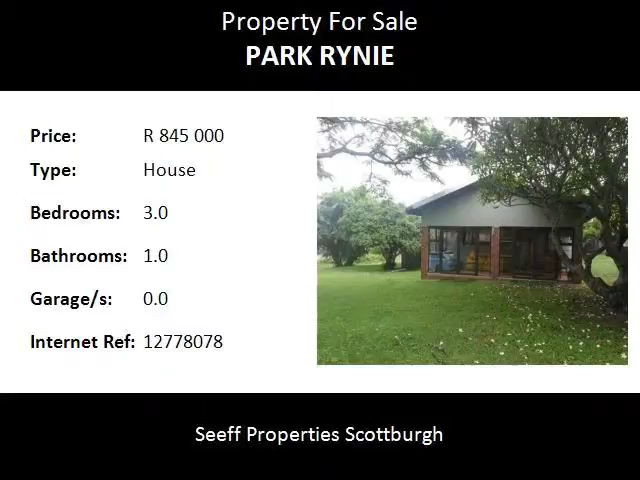 Property For Sale
PARK RYNIE
Price: R 845 000
Type: House
Bedrooms: 3.0
Bathrooms: 1.0
Garage/s: 0.0
Internet Ref: 12778078
Seeff Properties Scottburgh